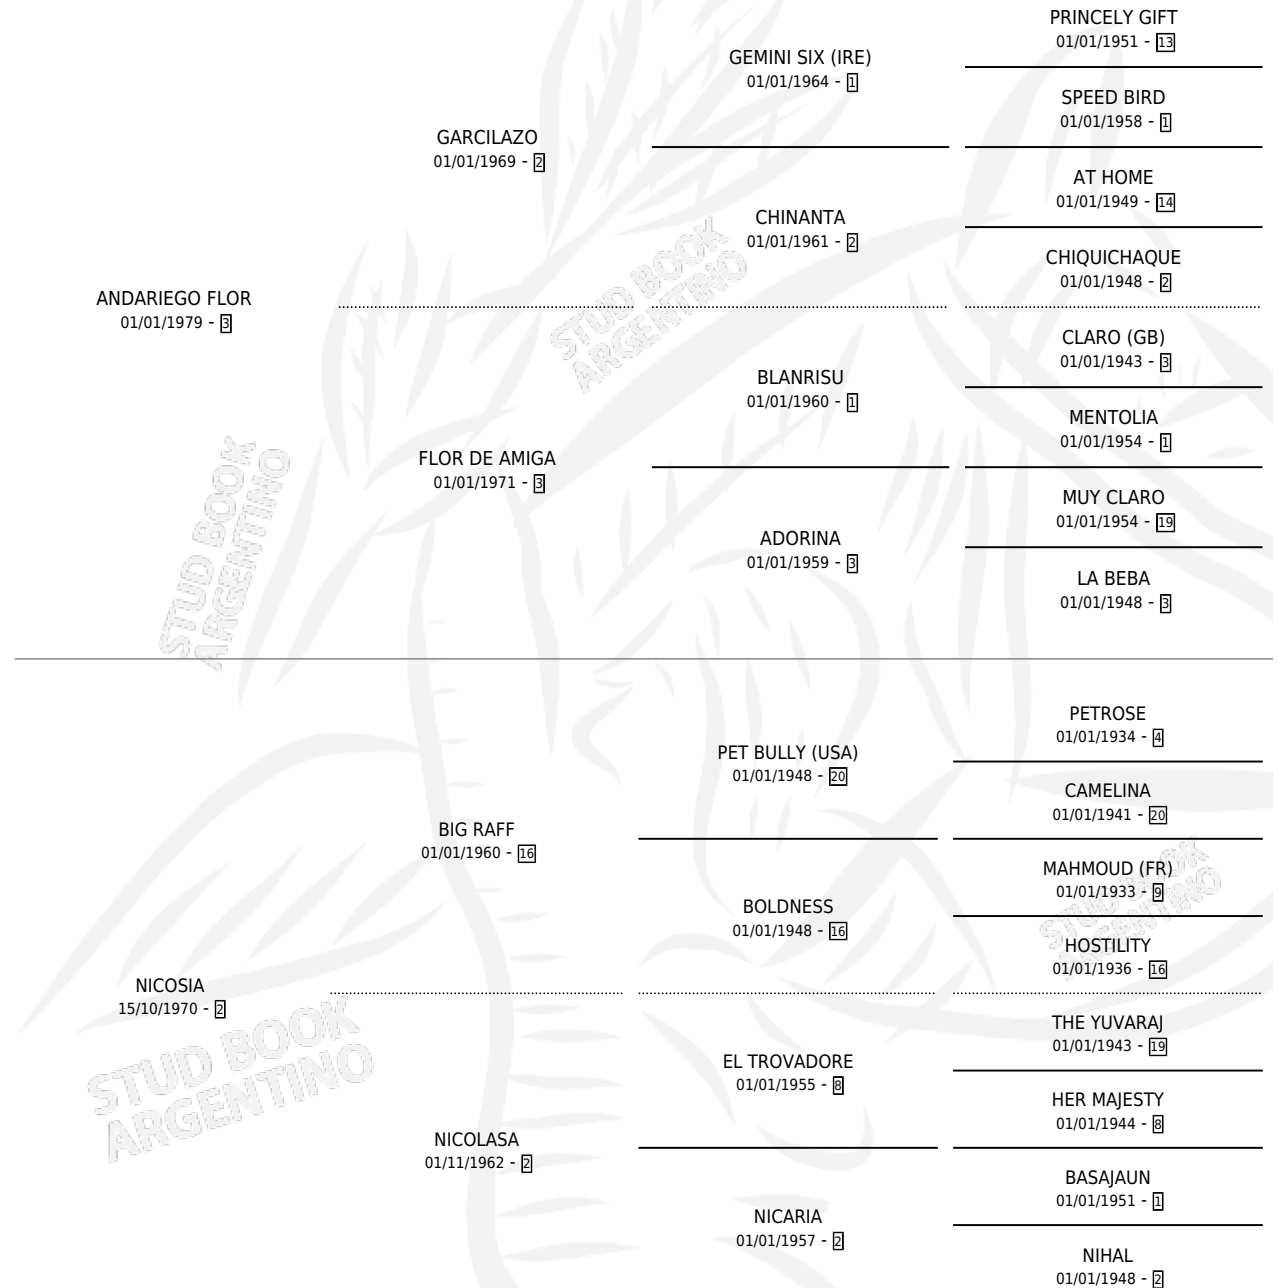 PRINCELY GIFT
01/01/1951 - 13
GEMINI SIX (IRE)
01/01/1964 - 1
SPEED BIRD
01/01/1958 - 1
GARCILAZO
01/01/1969 - 2
AT HOME
01/01/1949 - 14
CHINANTA
01/01/1961 - 2
CHIQUICHAQUE
01/01/1948 - 2
ANDARIEGO FLOR
01/01/1979 - 3
CLARO (GB)
01/01/1943 - 3
BLANRISU
01/01/1960 - 1
MENTOLIA
01/01/1954 - 1
FLOR DE AMIGA
01/01/1971 - 3
MUY CLARO
01/01/1954 - 19
ADORINA
01/01/1959 - 3
LA BEBA
01/01/1948 - 3
STUD BOOK
ARGENTINO
STUD BOOK
ARGENTINO
PETROSE
01/01/1934 - 4
PET BULLY (USA)
01/01/1948 - 20
CAMELINA
01/01/1941 - 20
BIG RAFF
01/01/1960 - 16
MAHMOUD (FR)
01/01/1933 - 9
BOLDNESS
01/01/1948 - 16
HOSTILITY
01/01/1936 - 16
NICOSIA
15/10/1970 - 2
THE YUVARAJ
01/01/1943 - 19
EL TROVADORE
01/01/1955 - 8
HER MAJESTY
01/01/1944 - 8
NICOLASA
01/11/1962 - 2
BASAJAUN
01/01/1951 - 1
NICARIA
01/01/1957 - 2
NIHAL
01/01/1948 - 2
STUD BOOK
ARGENTINO
STUD BOOK
ARGENTINO